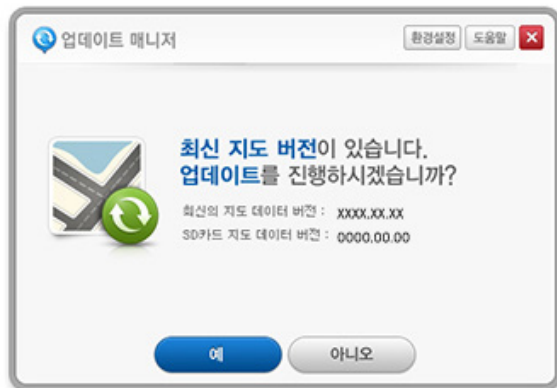 업데이트 매니저
환경설정 도움말
최신 지도 버전이 있습니다.
업데이트를 진행하시겠습니까?
최신의 지도 데이터 버전 : XXXX.XX.XX
SD카드 지도 데이터 버전 : 0000.00.00
예 아니오